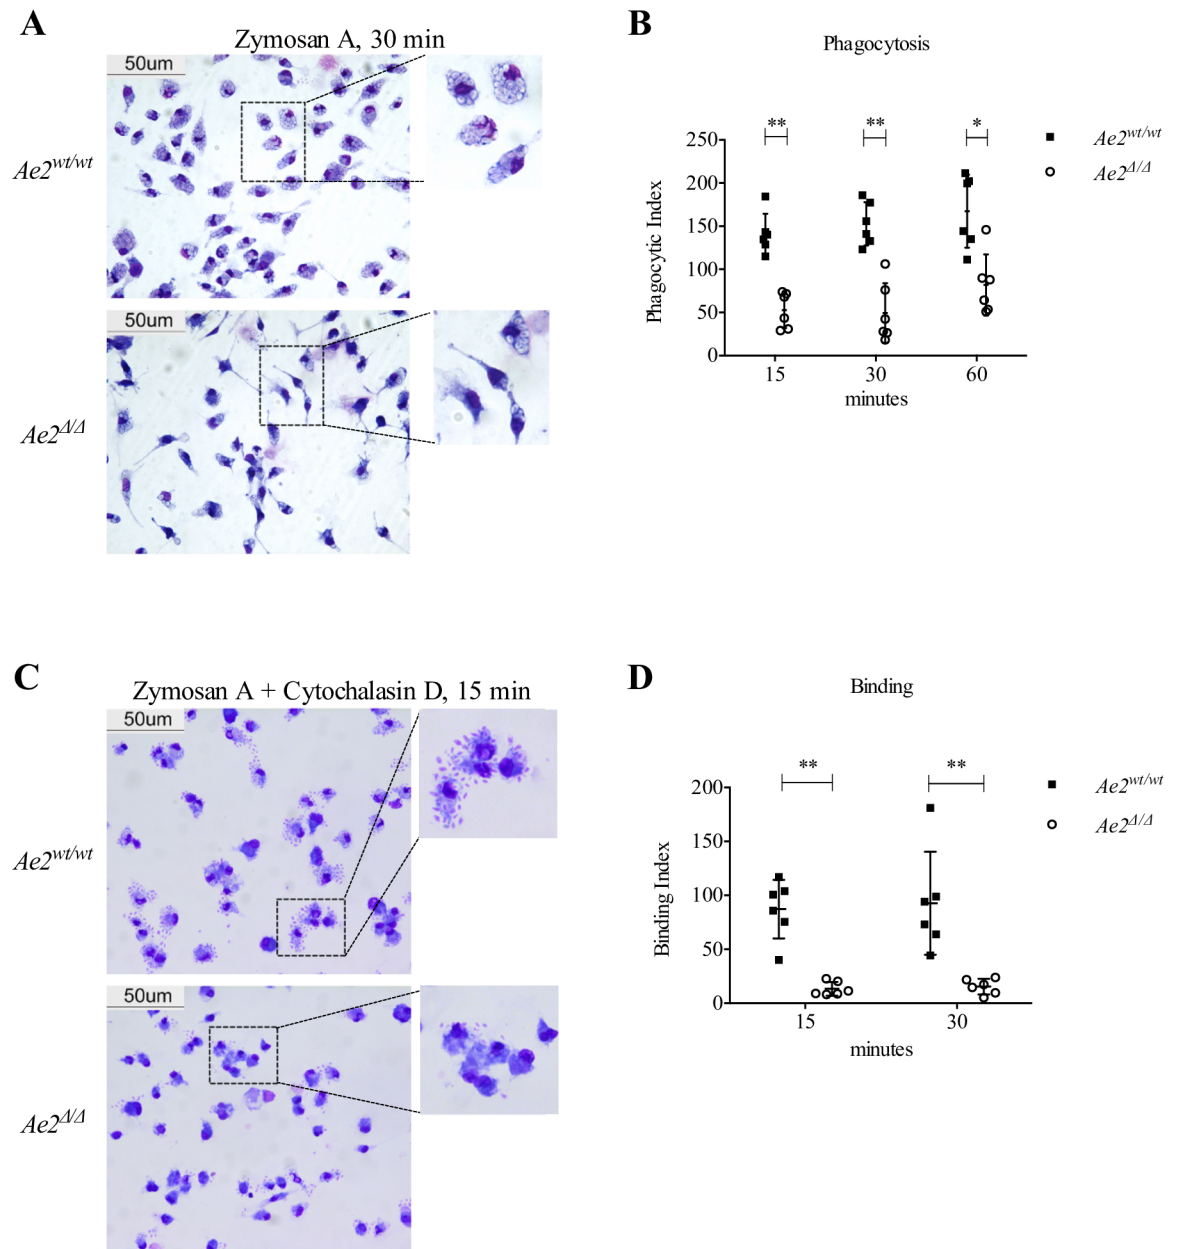 A
Zymosan A, 30 min
50um
Ae2wt/wt
50um
Ae2Δ/Δ
B
Phagocytosis
** ** *
Ae2wt/wt
Ae2Δ/Δ
Phagocytic Index
250
200
150
100
50
0
15 30 60
minutes
C
Zymosan A + Cytochalasin D, 15 min
50um
Ae2wt/wt
50um
Ae2Δ/Δ
D
Binding
** **
Ae2wt/wt
Ae2Δ/Δ
Binding Index
200
150
100
50
0
15 30
minutes